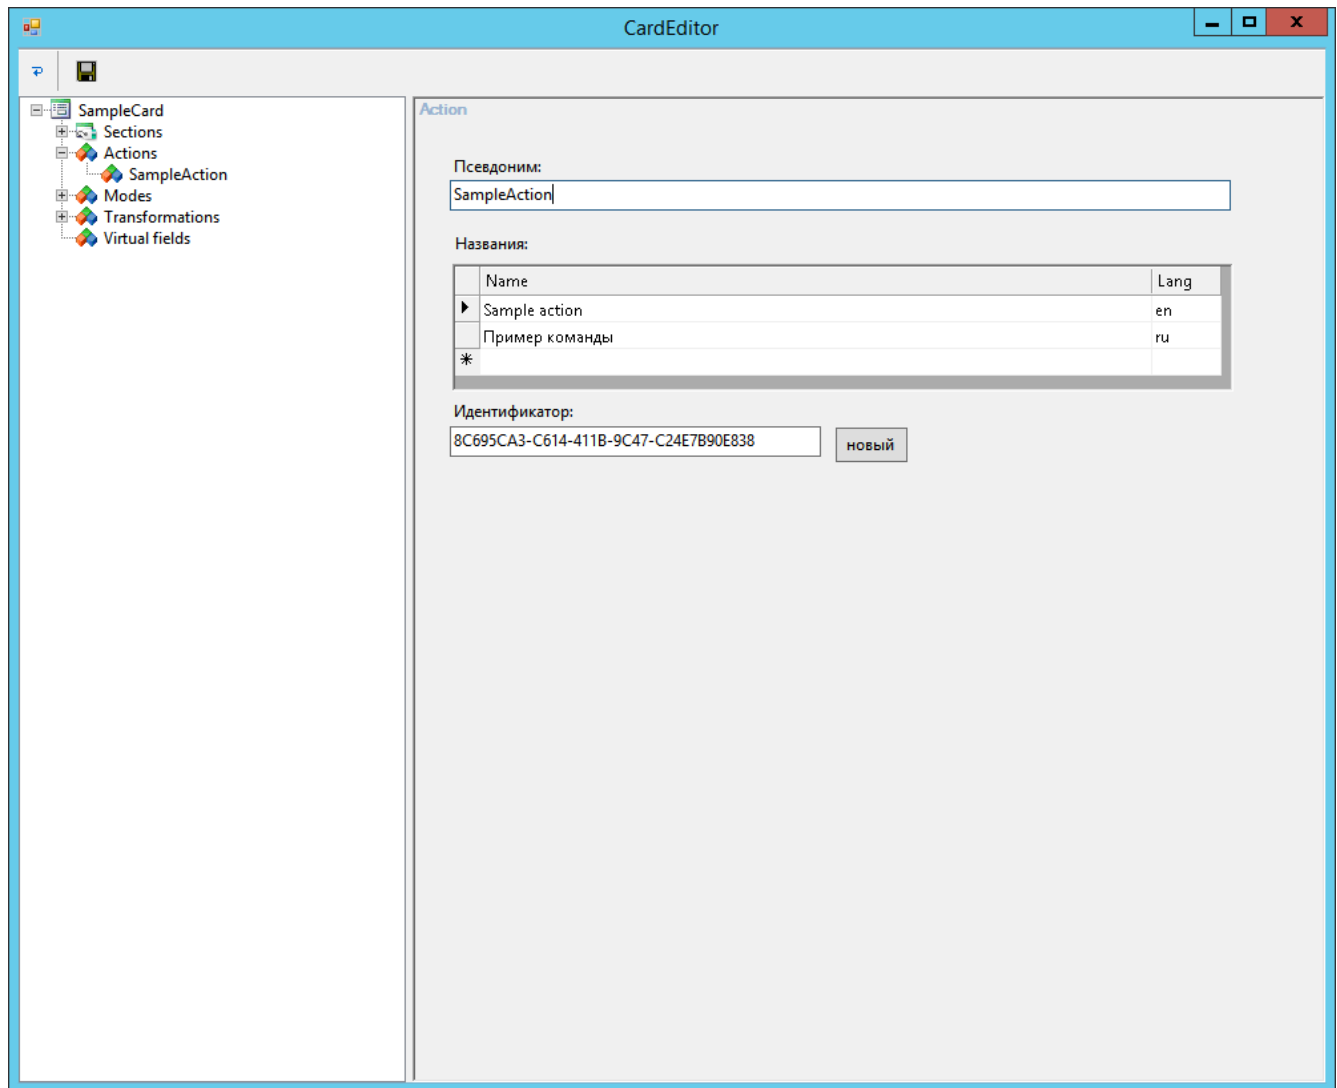 CardEditor
SampleCard
Sections
Actions
SampleAction
Modes
Transformations
Virtual fields
Action
Псевдоним:
SampleAction
Названия:
Name Lang
Sample action en
Пример команды ru
Идентификатор:
8C695CA3-C614-411B-9C47-C24E7B90E838 новый